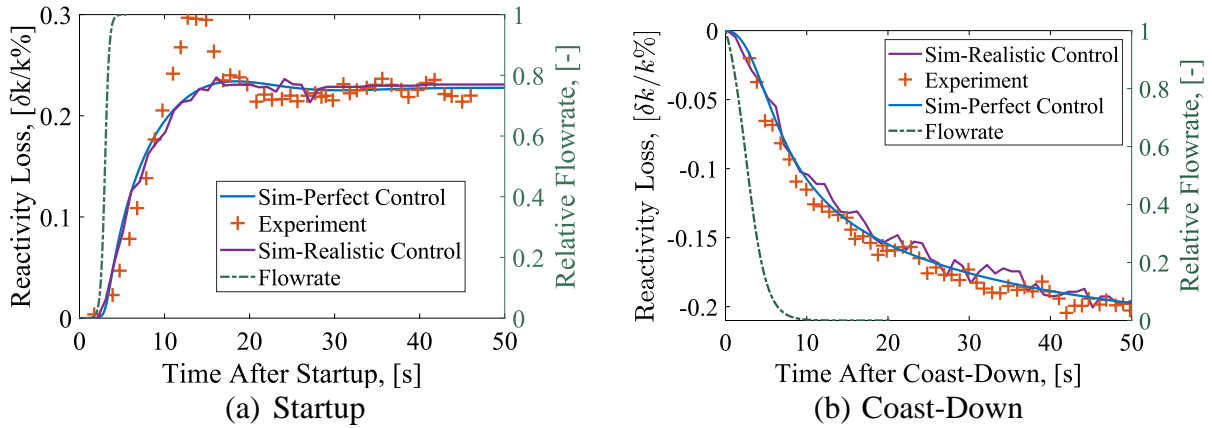 0.3
0.2
0.1
0
Reactivity Loss, [δk/k%]
Sim-Perfect Control
Experiment
Sim-Realistic Control
Flowrate
1
0.8
0.6
0.4
0.2
0
Relative Flowrate, [-]
0 10 20 30 40 50
Time After Startup, [s]
(a) Startup
0
-0.05
-0.1
-0.15
-0.2
Reactivity Loss, [δk/k%]
Sim-Realistic Control
Experiment
Sim-Perfect Control
Flowrate
1
0.8
0.6
0.4
0.2
0
Relative Flowrate, [-]
0 10 20 30 40 50
Time After Coast-Down, [s]
(b) Coast-Down